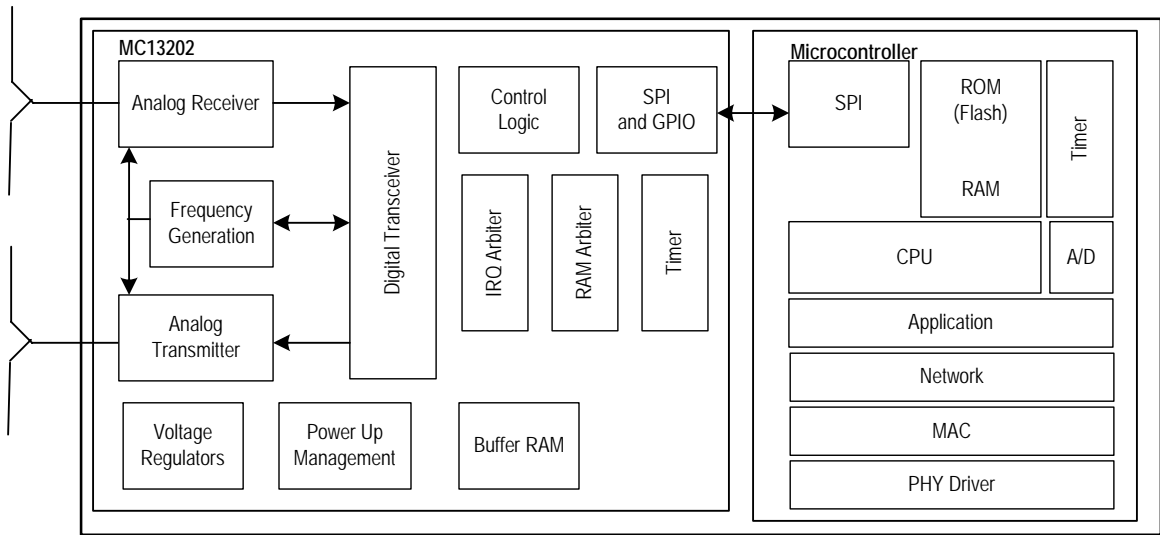 MC13202
Analog Receiver
Frequency
Generation
Analog
Transmitter
Digital Transceiver
Control
Logic
SPI
and GPIO
IRQ Arbiter
RAM Arbiter
Timer
Voltage
Regulators
Power Up
Management
Buffer RAM
Microcontroller
SPI
ROM
(Flash)
RAM
Timer
CPU
A/D
Application
Network
MAC
PHY Driver